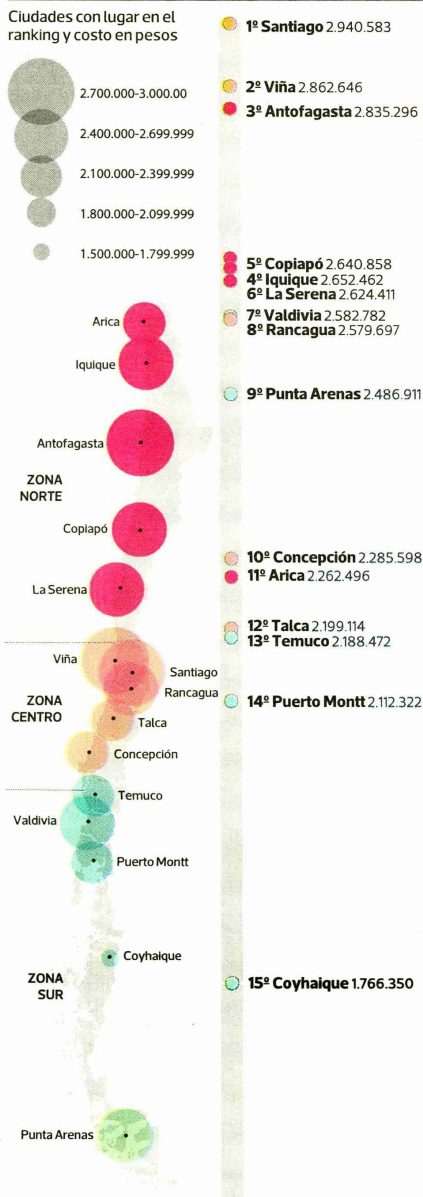 Ciudades con lugar en el
ranking y costo en pesos
2.700.000-3.000.00
2.400.000-2.699.999
2.100.000-2.399.999
1.800.000-2.099.999
1.500.000-1.799.999
1º Santiago 2.940.583
2º Viña 2.862.646
3º Antofagasta 2.835.296
5º Copiapó 2.640.858
4º Iquique 2.652.462
6º La Serena 2.624.411
7º Valdivia 2.582.782
8º Rancagua 2.579.697
9º Punta Arenas 2.486.911
10º Concepción 2.285.598
11º Arica 2.262.496
12º Talca 2.199.114
13º Temuco 2.188.472
14º Puerto Montt 2.112.322
15º Coyhaique 1.766.350
Arica
Iquique
Antofagasta
ZONA
NORTE
Copiapó
La Serena
Viña
Santiago
Rancagua
ZONA
CENTRO
Talca
Concepción
Temuco
Valdivia
Puerto Montt
Coyhaique
ZONA
SUR
Punta Arenas